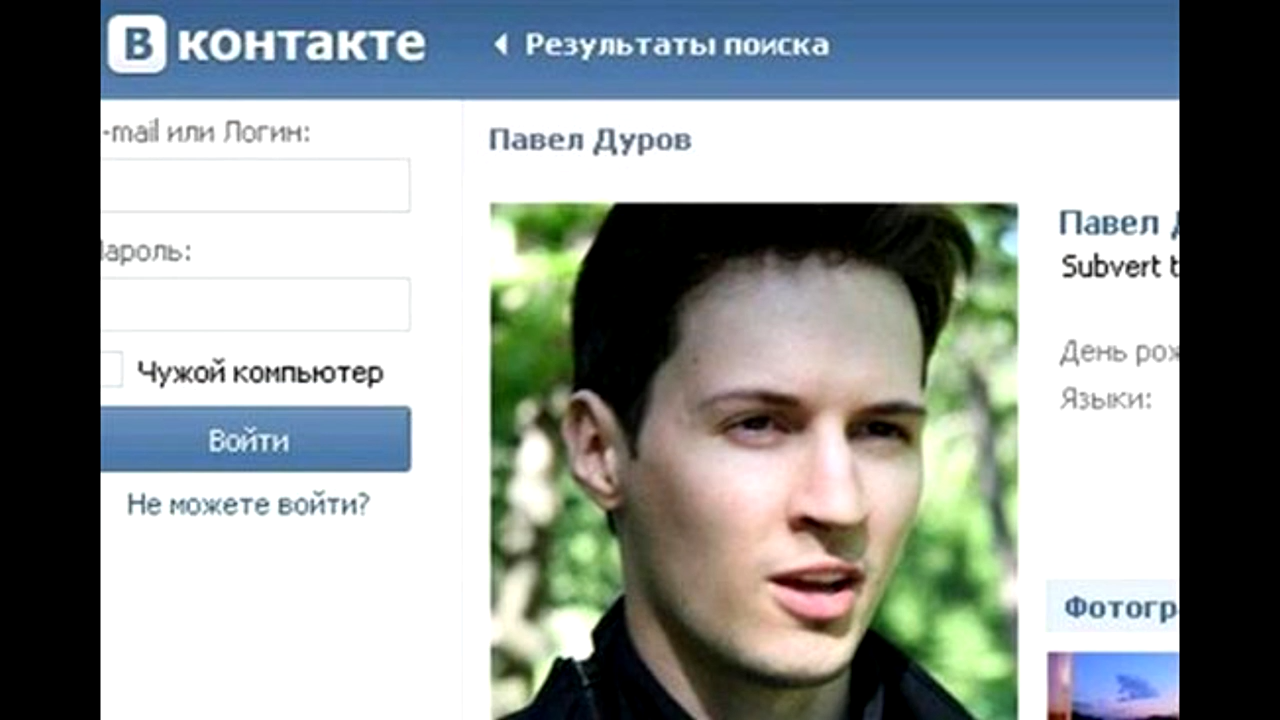 В контакте
Результаты поиска
-mail или Логин:
ароль:
Чужой компьютер
Войти
Не можете войти?
Павел Дуров
Павел
Subvert t
День рож
Языки:
Фотогр